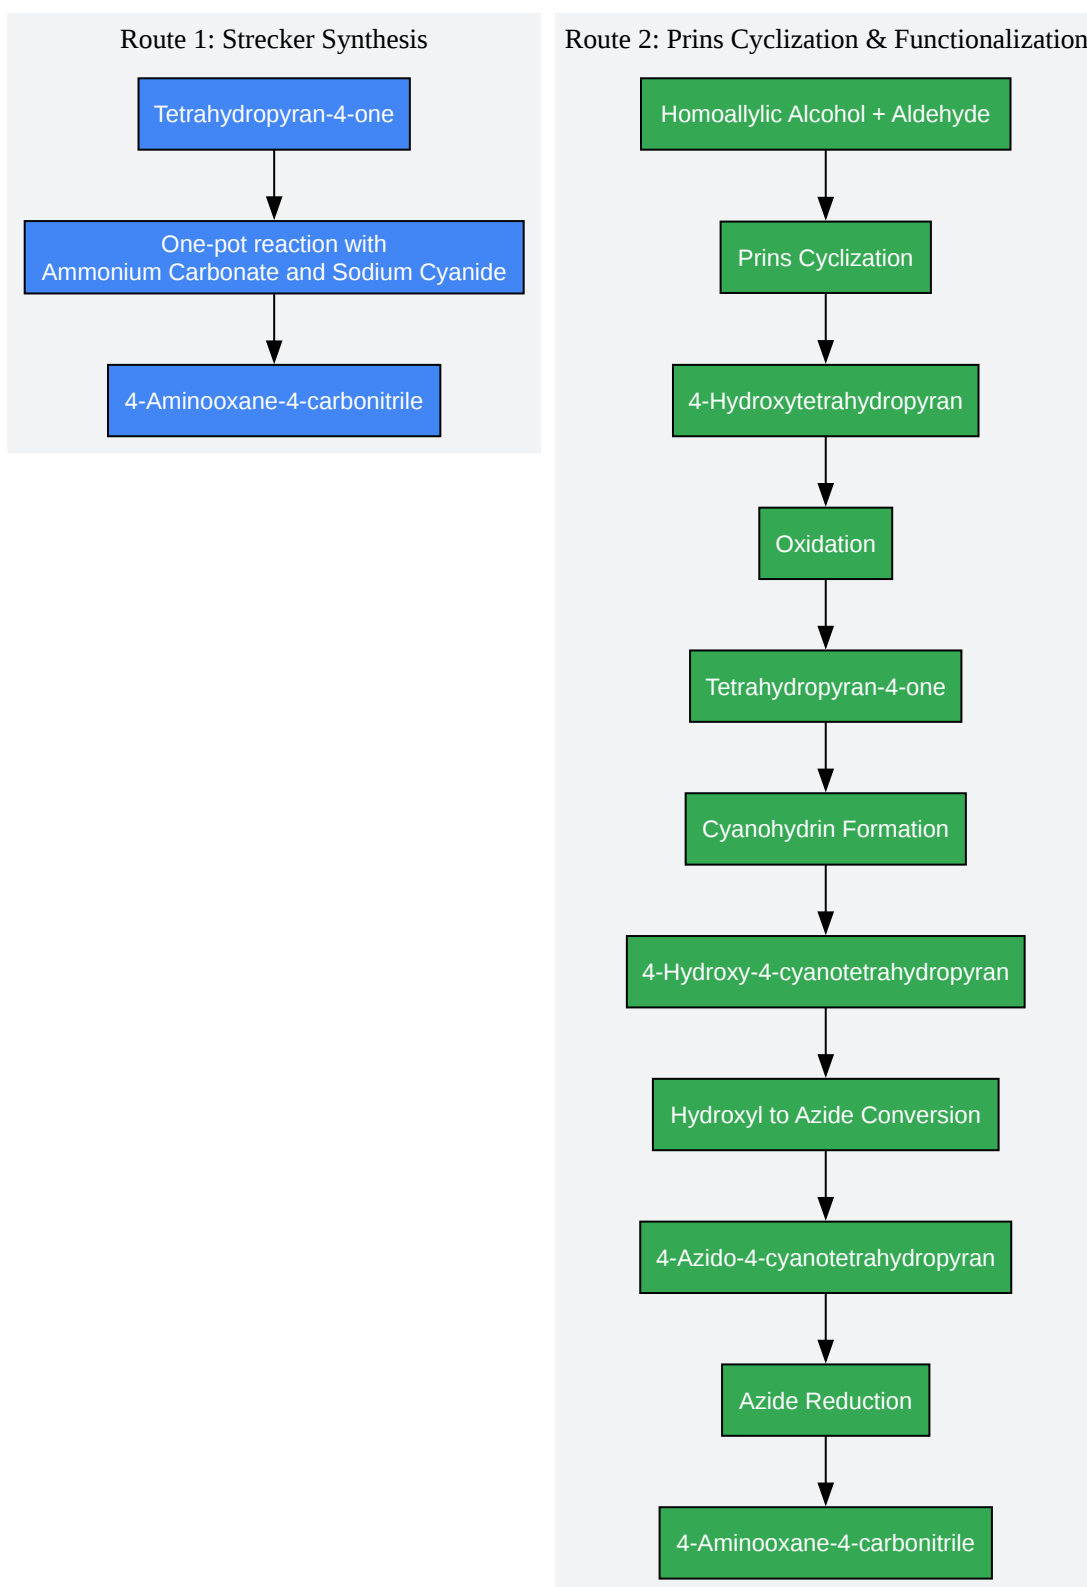 Route 1: Strecker Synthesis
Tetrahydropyran-4-one
One-pot reaction with
Ammonium Carbonate and Sodium Cyanide
4-Aminooxane-4-carbonitrile
Route 2: Prins Cyclization & Functionalization
Homoallylic Alcohol + Aldehyde
Prins Cyclization
4-Hydroxytetrahydropyran
Oxidation
Tetrahydropyran-4-one
Cyanohydrin Formation
4-Hydroxy-4-cyanotetrahydropyran
Hydroxyl to Azide Conversion
4-Azido-4-cyanotetrahydropyran
Azide Reduction
4-Aminooxane-4-carbonitrile